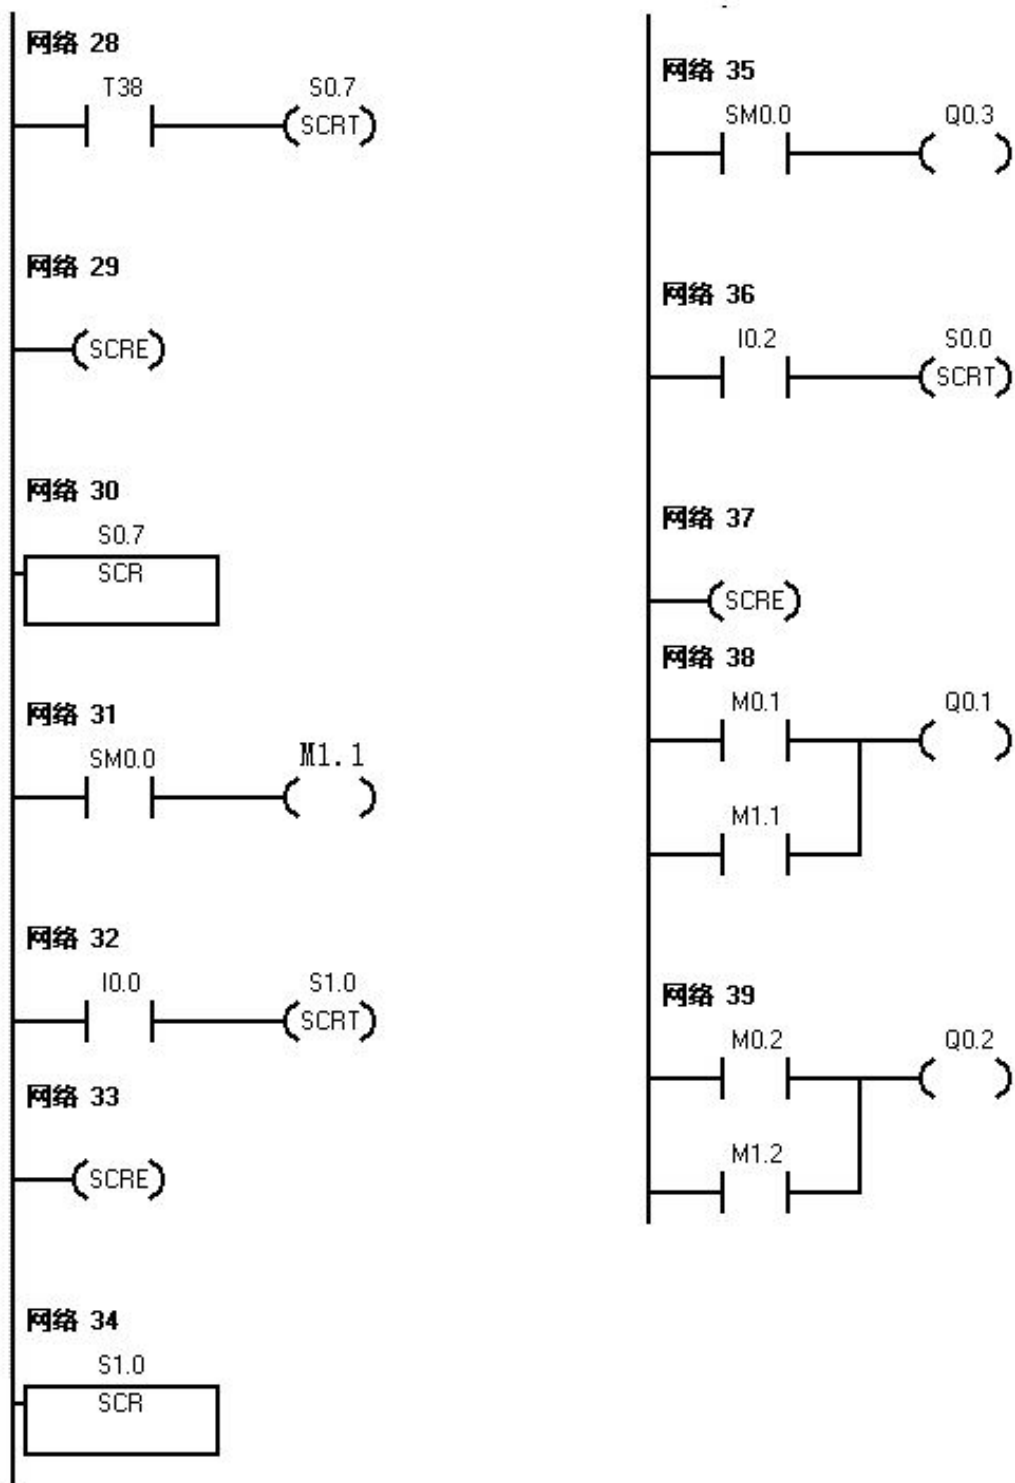 网络 28
T38 S0.7
SCRT
网络 29
SCRE
网络 30
S0.7
SCR
网络 31
SM0.0 M1.1
网络 32
I0.0 S1.0
SCRT
网络 33
SCRE
网络 34
S1.0
SCR
网络 35
SM0.0 Q0.3
网络 36
I0.2 S0.0
SCRT
网络 37
SCRE
网络 38
M0.1 Q0.1
M1.1
网络 39
M0.2 Q0.2
M1.2